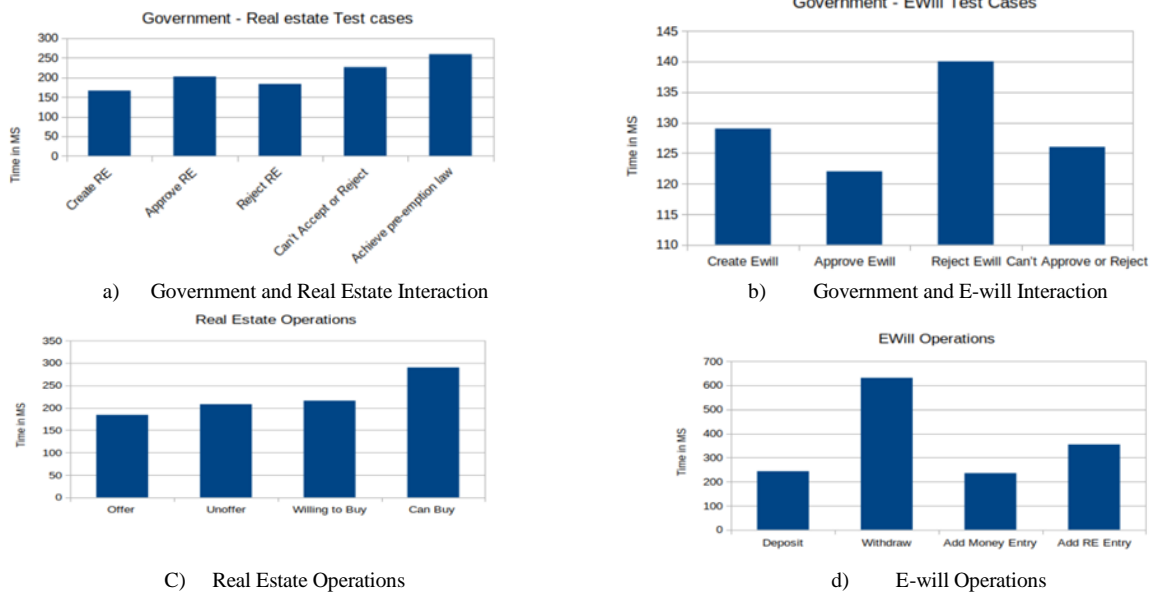 Government - Real estate Test cases
300
250
200
150
100
50
0
Time in MS
Create RE
Approve RE
Reject RE
Can't Accept or Reject
Achieve pre-emption law
a) Government and Real Estate Interaction
Government - EWill Test Cases
145
140
135
130
125
120
115
110
Time in MS
Create Ewill
Approve Ewill
Reject Ewill
Can't Approve or Reject
b) Government and E-will Interaction
Real Estate Operations
350
300
250
200
150
100
50
0
Time in MS
Offer
Unoffer
Willing to Buy
Can Buy
C) Real Estate Operations
EWill Operations
700
600
500
400
300
200
100
0
Time in MS
Deposit
Withdraw
Add Money Entry
Add RE Entry
d) E-will Operations